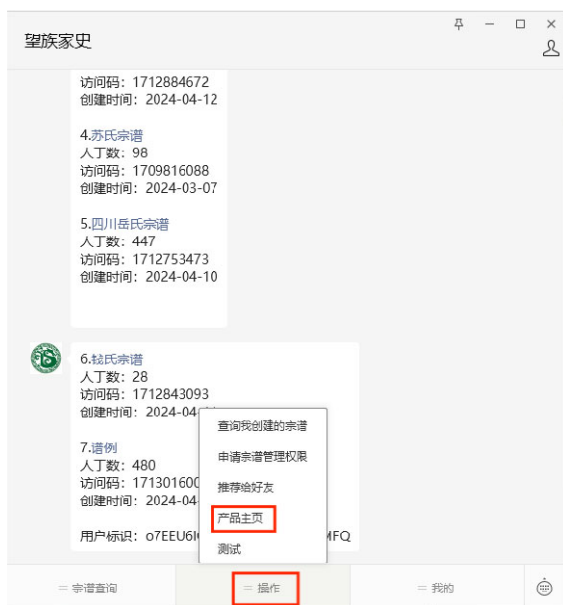 望族家史
访问码：1712884672
创建时间：2024-04-12
4.苏氏宗谱
人丁数：98
访问码：1709816088
创建时间：2024-03-07
5.四川岳氏宗谱
人丁数：447
访问码：1712753473
创建时间：2024-04-10
6.钱氏宗谱
人丁数：28
访问码：1712843093
创建时间：2024-04
7.谱例
人丁数：480
访问码：171301600
创建时间：2024-04
用户标识：o7EEU6I
MFQ
查询我创建的宗谱
申请宗谱管理权限
推荐给好友
产品主页
测试
宗谱查询
操作
我的